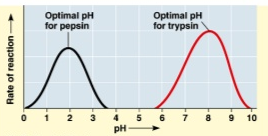 Optimal pH
for pepsin
Optimal pH
for trypsin
Rate of reaction
0 1 2 3 4 5 6 7 8 9 10
pH